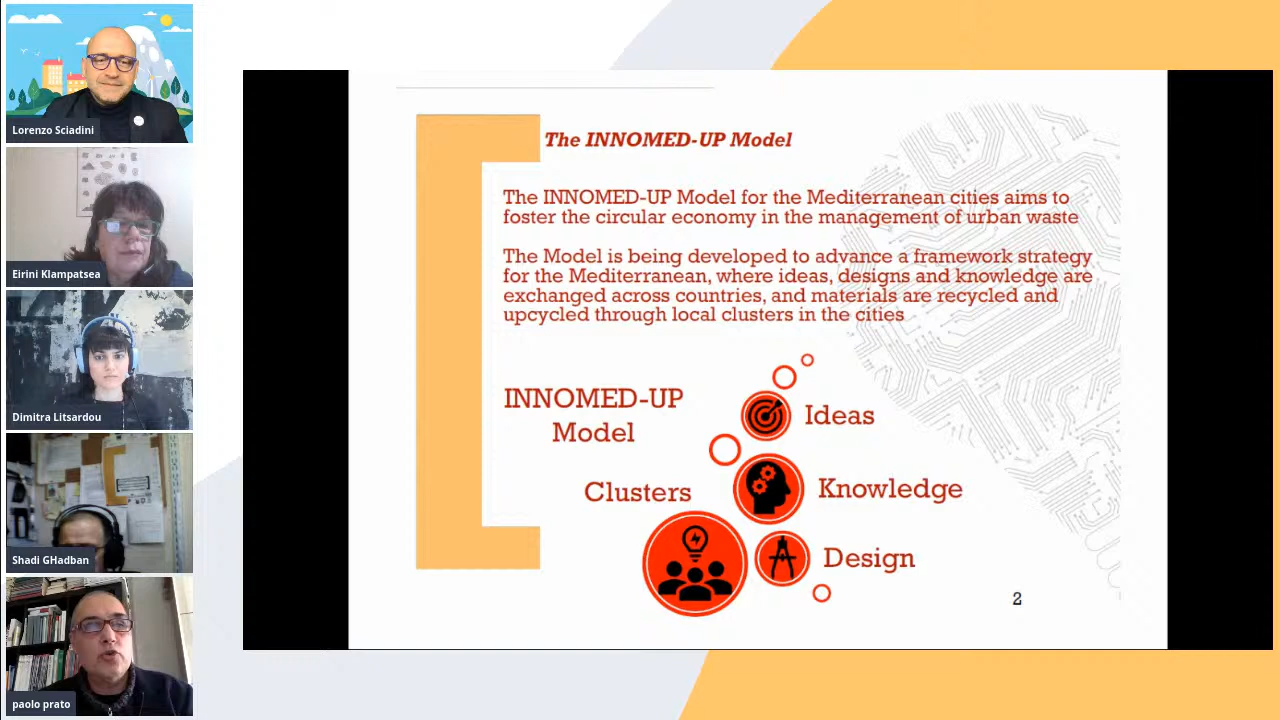 Lorenzo Sciadini
Eirini Klampatsea
Dimitra Litsardou
Shadi GHadban
paolo prato
The INNOMED-UP Model
The INNOMED-UP Model for the Mediterranean cities aims to
foster the circular economy in the management of urban waste
The Model is being developed to advance a framework strategy
for the Mediterranean, where ideas, designs and knowledge are
exchanged across countries, and materials are recycled and
upcycled through local clusters in the cities
INNOMED-UP
Model
Ideas
Clusters
Knowledge
Design
2